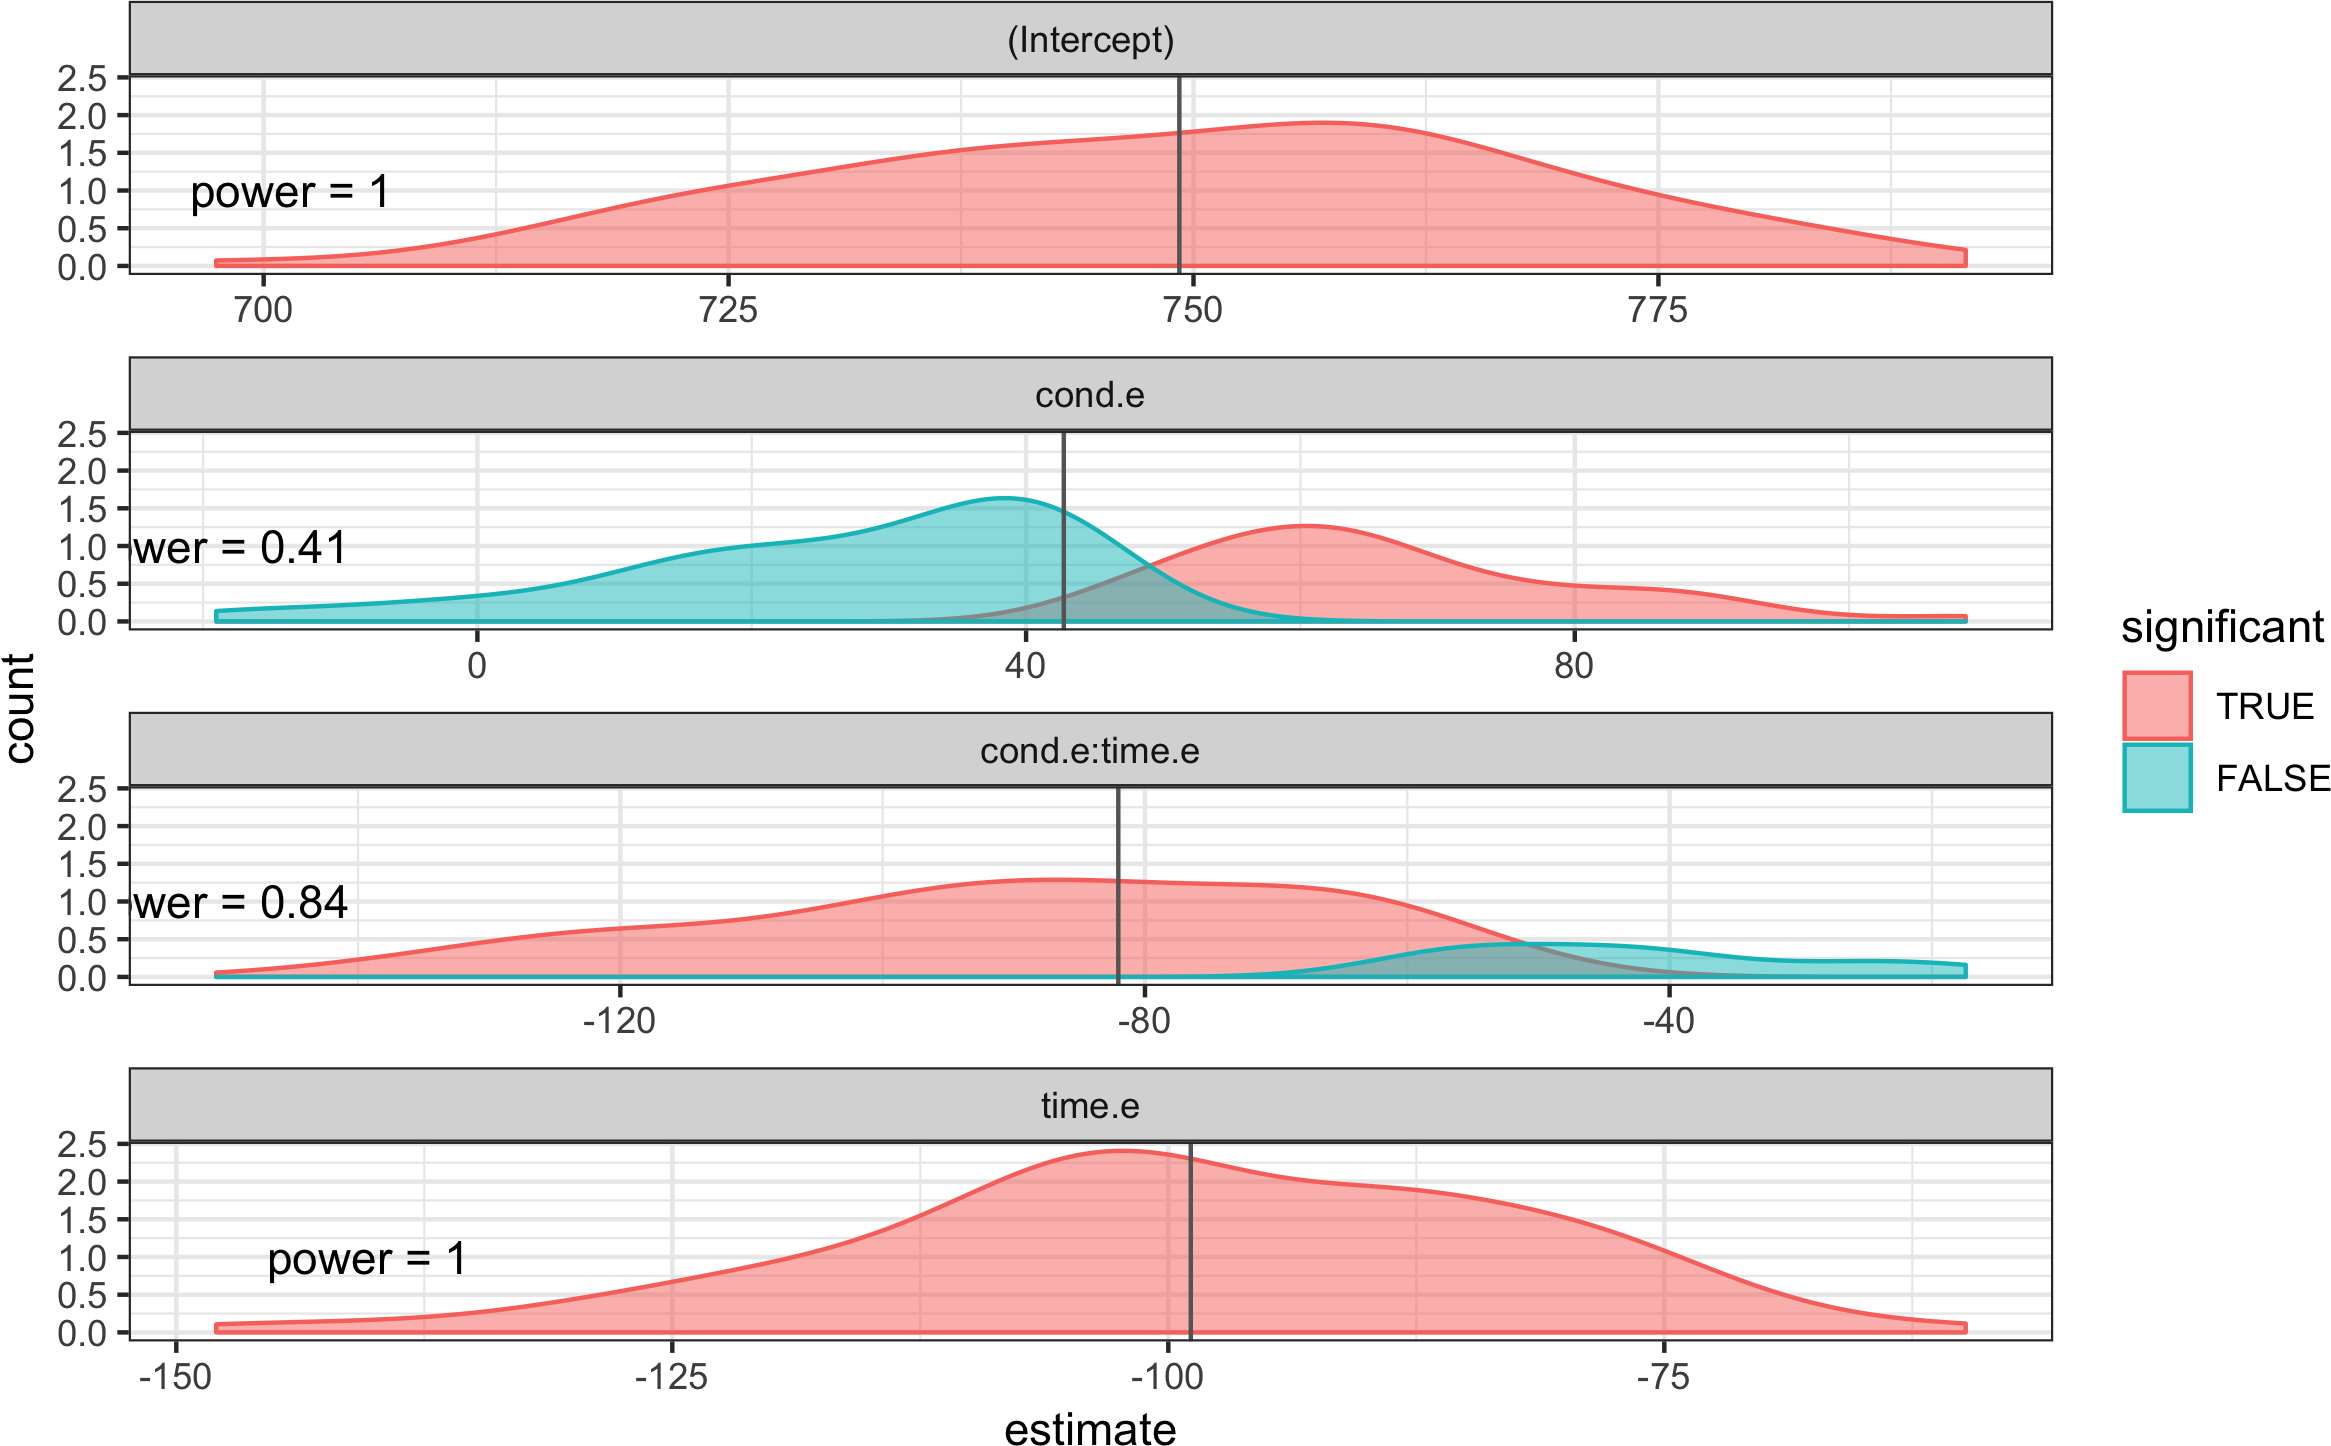 (Intercept)
2.5
2.0
1.5
1.0
0.5
0.0
power = 1
700 725 750 775
cond.e
2.5
2.0
1.5
1.0
0.5
0.0
wer = 0.41
0 40 80
count
cond.e:time.e
2.5
2.0
1.5
1.0
0.5
0.0
wer = 0.84
-120 -80 -40
time.e
2.5
2.0
1.5
1.0
0.5
0.0
power = 1
-150 -125 -100 -75
estimate
significant
TRUE
FALSE